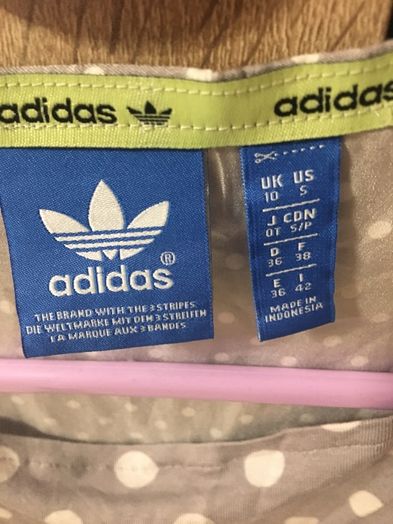 adidas adidas
adidas®
THE BRAND WITH THE 3 STRIPES
DIE WELTMARKE MIT DEN 3 STREIFEN
LA MARQUE AUX 3 BANDES
UK US
10 S
J CDN
OT S/P
D F
36 38
E I
36 42
MADE IN
INDONESIA